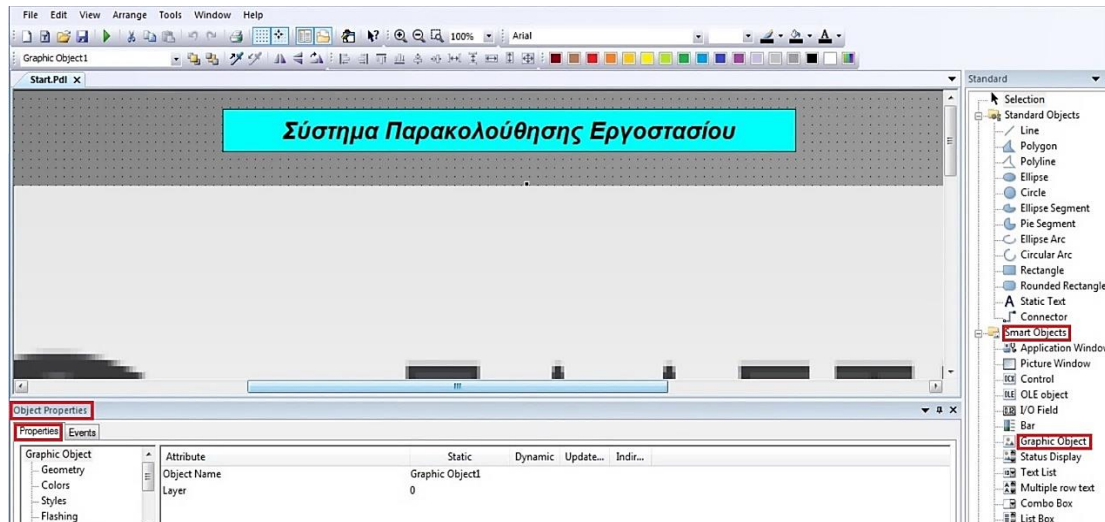 File Edit View Arrange Tools Window Help
100% Arial
Graphic Object1
Start.Pdl X
Σύστημα Παρακολούθησης Εργοστασίου
Object Properties
Properties Events
Graphic Object
Geometry
Colors
Styles
Flashing
Attribute Static Dynamic Update... Indir...
Object Name Graphic Object1
Layer 0
Standard
Selection
Standard Objects
Line
Polygon
Polyline
Ellipse
Circle
Ellipse Segment
Pie Segment
Ellipse Arc
Circular Arc
Rectangle
Rounded Rectangle
A Static Text
Connector
Smart Objects
Application Window
Picture Window
Control
OLE object
I/O Field
Bar
Graphic Object
Status Display
Text List
Multiple row text
Combo Box
List Box